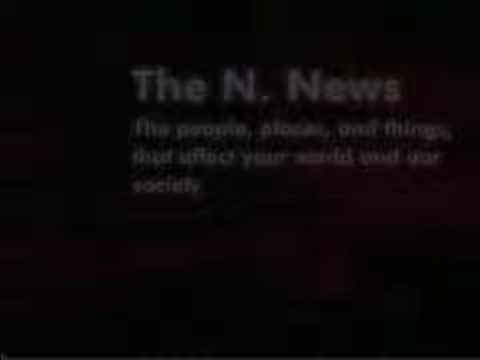 The N. News
The people, places, and things,
that affect your world and our
society